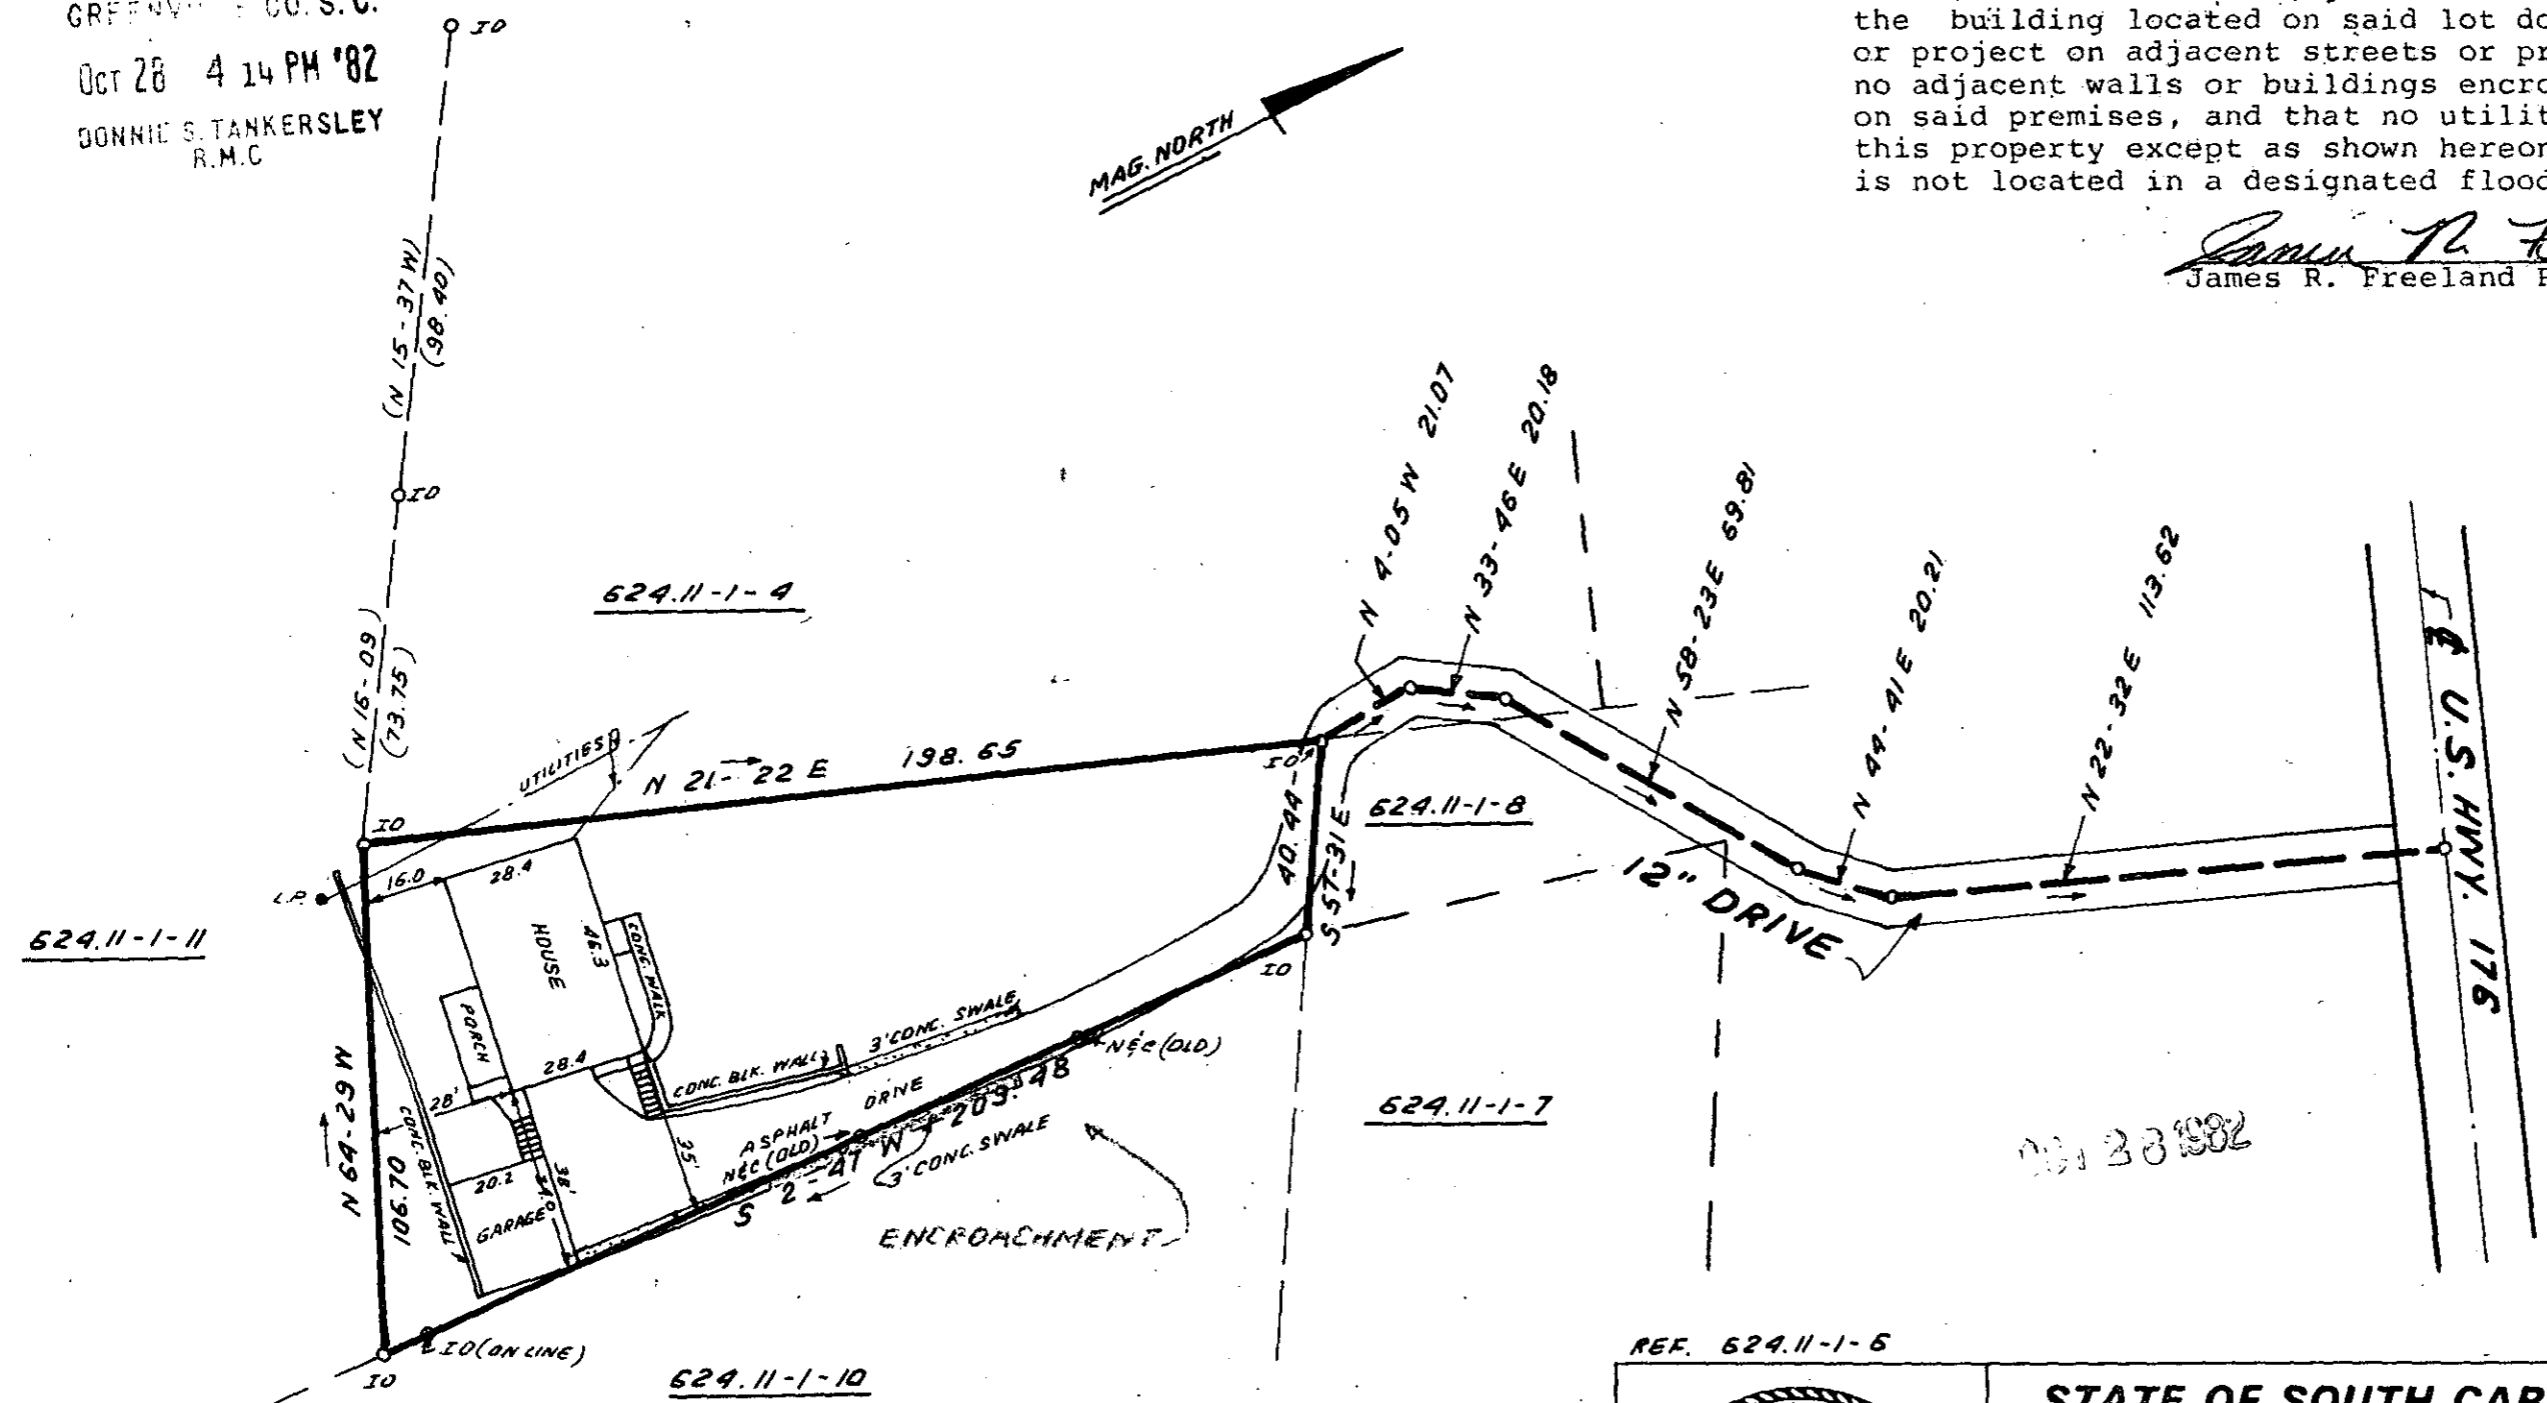 CO. S.C.
OCT 28 4 14 PM '82
DONNIE S. TANKERSLEY
R.M.C
the building located on said lot do
or project on adjacent streets or pr
no adjacent walls or buildings encro
on said premises, and that no utilit
this property except as shown hereon
is not located in a designated flood
James R. Freeland
MAG. NORTH
IO
(N 15-37 W)
(98.40)
IO
(N 16-09)
(73.75)
624.11-1-4
UTILITIES
N 21-22 E 198.65
IO
IO
N 4-05 W 21.07
N 33-46 E 20.18
N 58-23 E 69.81
N 44-41 E 20.21
N 22-32 E 113.62
U.S. HWY. 176
L.P.
16.0
28.4
HOUSE
46.3
CONC. WALK
PORCH
28.4
28'
624.11-1-11
40.44
S 57-31 E
624.11-1-8
12" DRIVE
IO
N&C (OLD)
3' CONC. SWALE
CONC. BLK. WALL
ASPHALT DRIVE
N&C (OLD)
S 2-47 W 209.48
3' CONC. SWALE
35'
38'
20.2
GARAGE
CONC. BLK. WALL
N 64-29 W
106.70
ENCROACHMENT
624.11-1-7
OCT 28 1982
IO (ON LINE)
IO
624.11-1-10
REF. 624.11-1-6
STATE OF SOUTH CAR